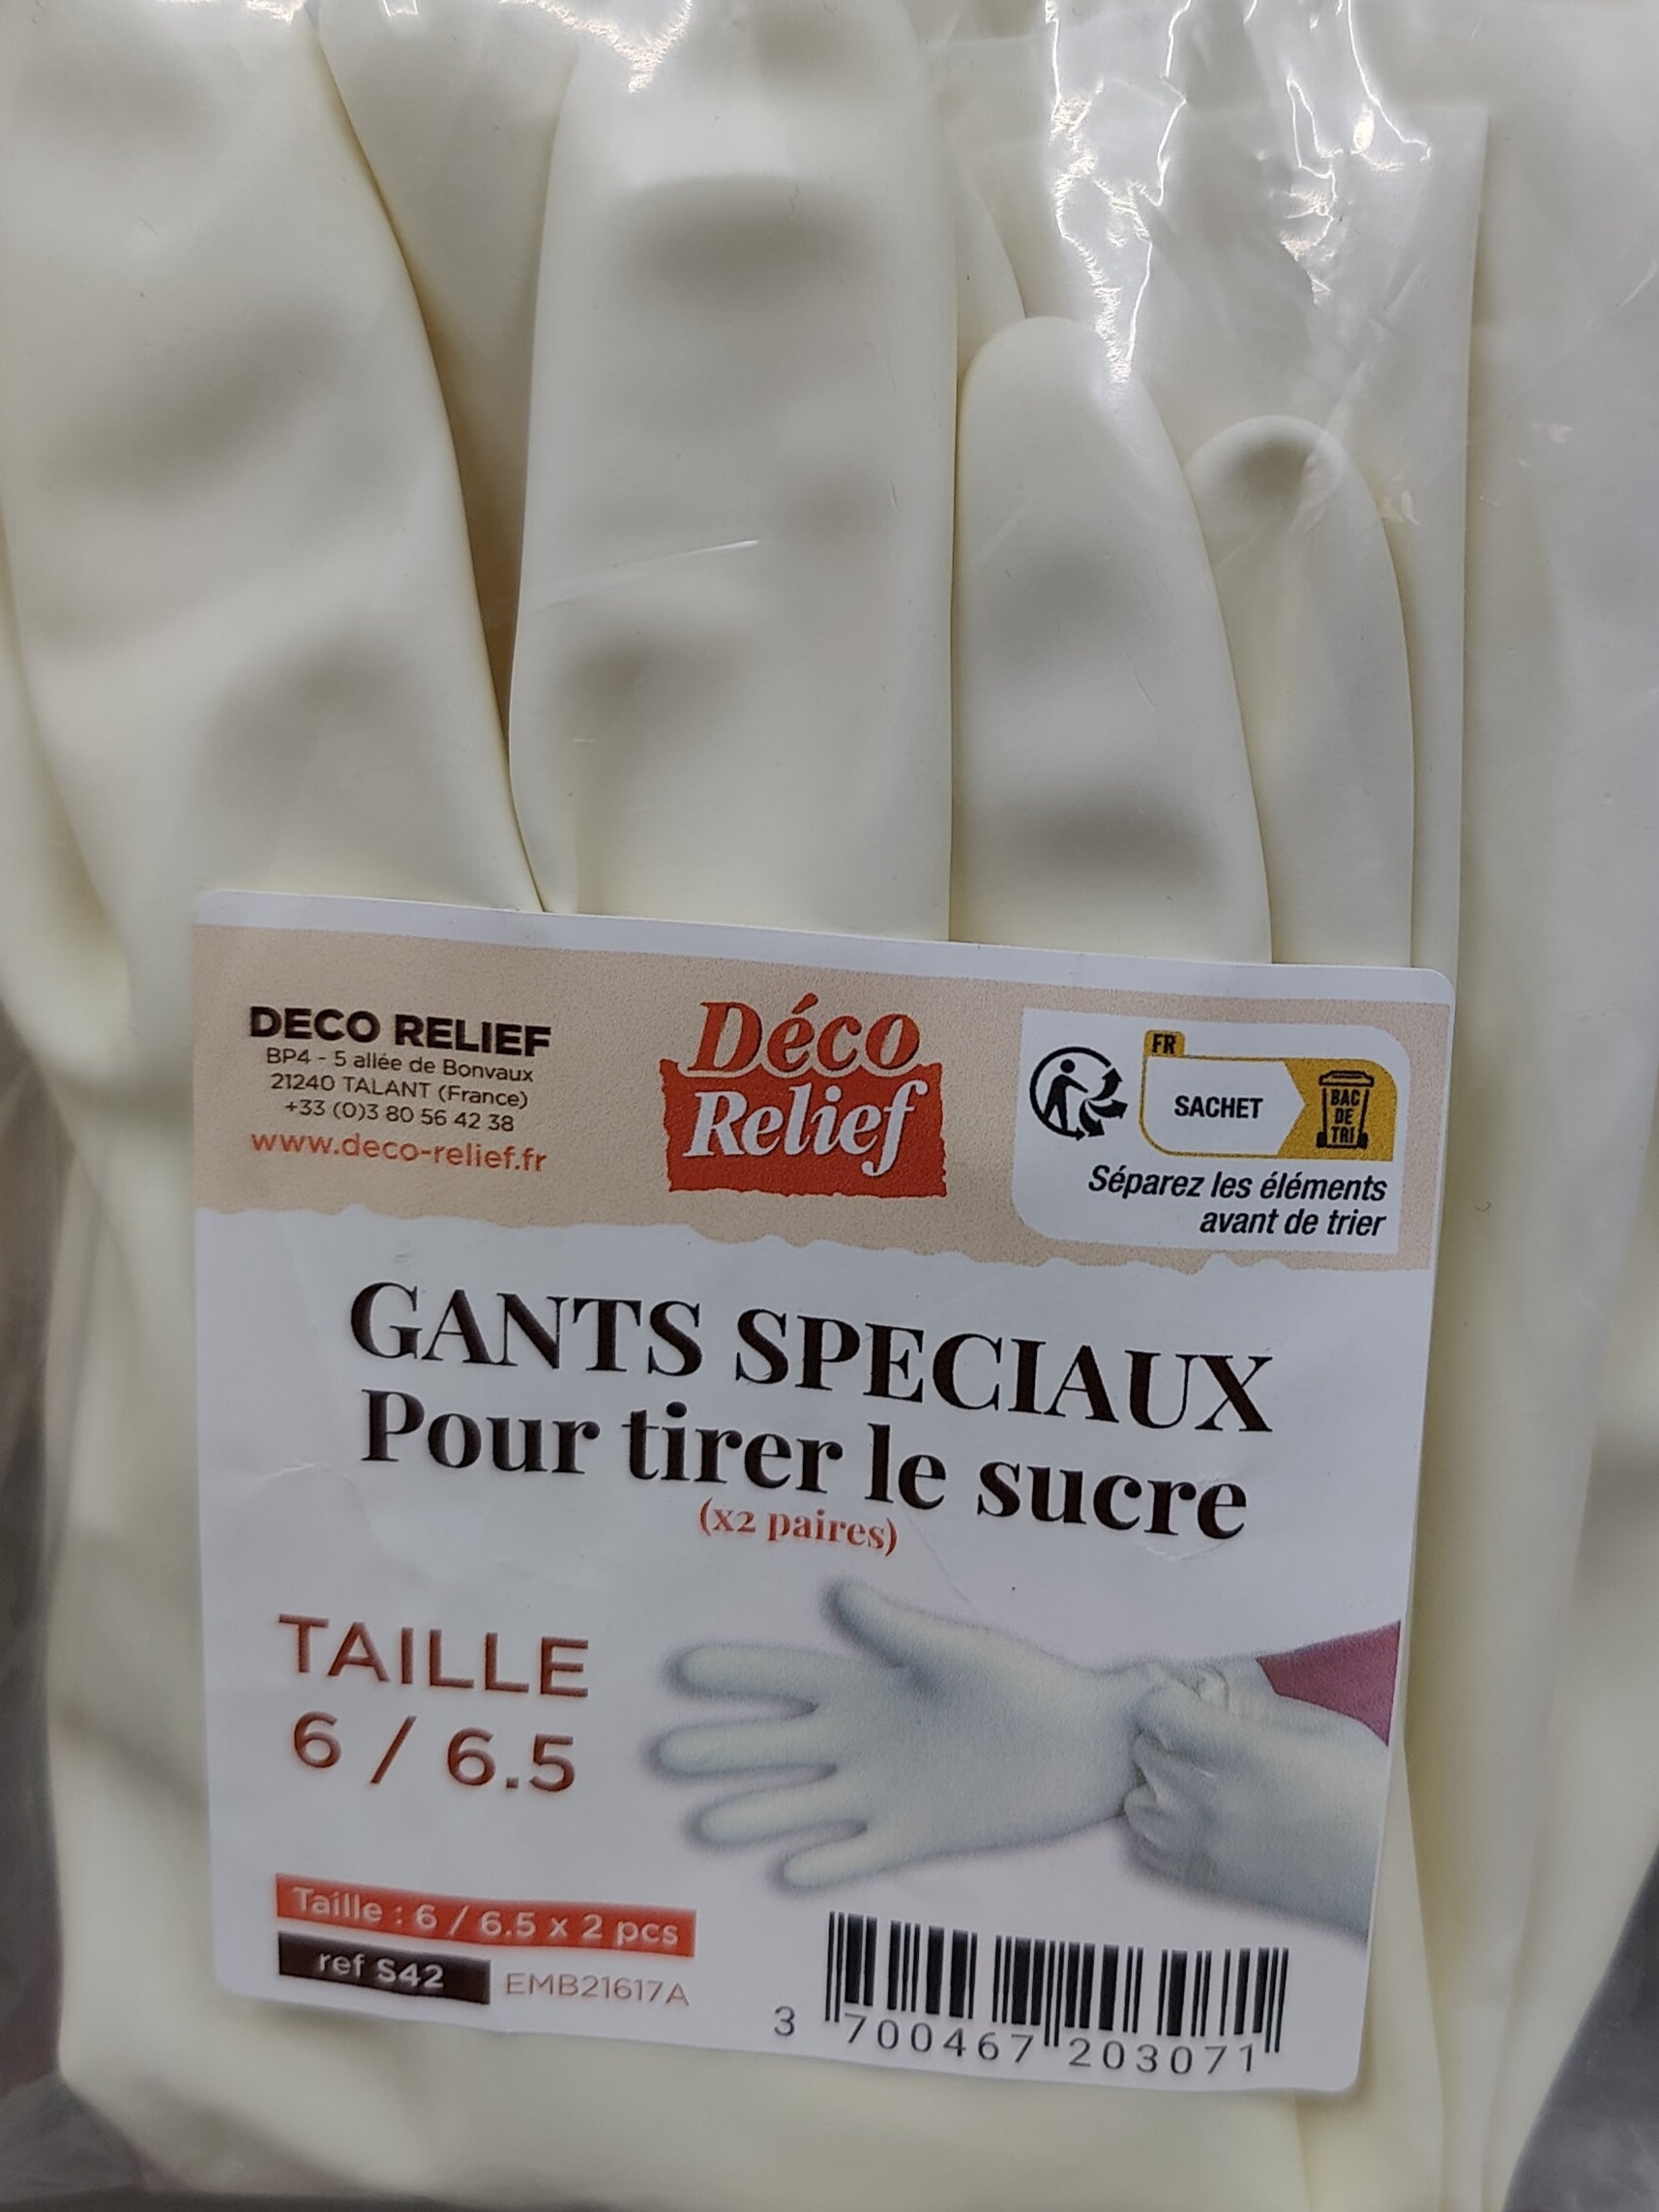 DECO RELIEF
BP4 - 5 allée de Bonvaux
21240 TALANT (France)
+33 (0)3 80 56 42 38
www.deco-relief.fr
Déco
Relief
FR
SACHET
BAC
DE
TRI
Séparez les éléments
avant de trier
GANTS SPECIAUX
Pour tirer le sucre
(x2 paires)
TAILLE
6 / 6.5
Taille : 6 / 6.5 x 2 pcs
ref S42
EMB21617A
3 700467 203071